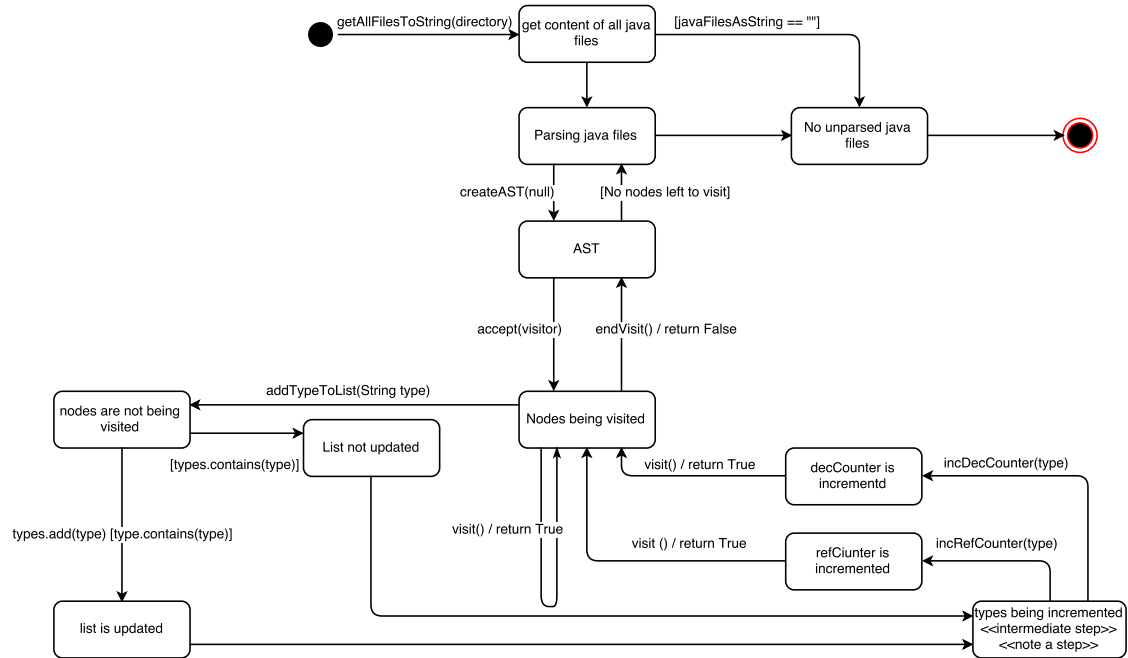 getAllFilesToString(directory)
get content of all java
files
[javaFilesAsString == ""]
Parsing java files
No unparsed java
files
createAST(null)
[No nodes left to visit]
AST
accept(visitor)
endVisit() / return False
addTypeToList(String type)
nodes are not being
visited
Nodes being visited
List not updated
[types.contains(type)]
visit() / return True
decCounter is
incrementd
incDecCounter(type)
types.add(type) [type.contains(type)]
visit() / return True
visit () / return True
refCiunter is
incremented
incRefCounter(type)
list is updated
types being incremented
<<intermediate step>>
<<note a step>>